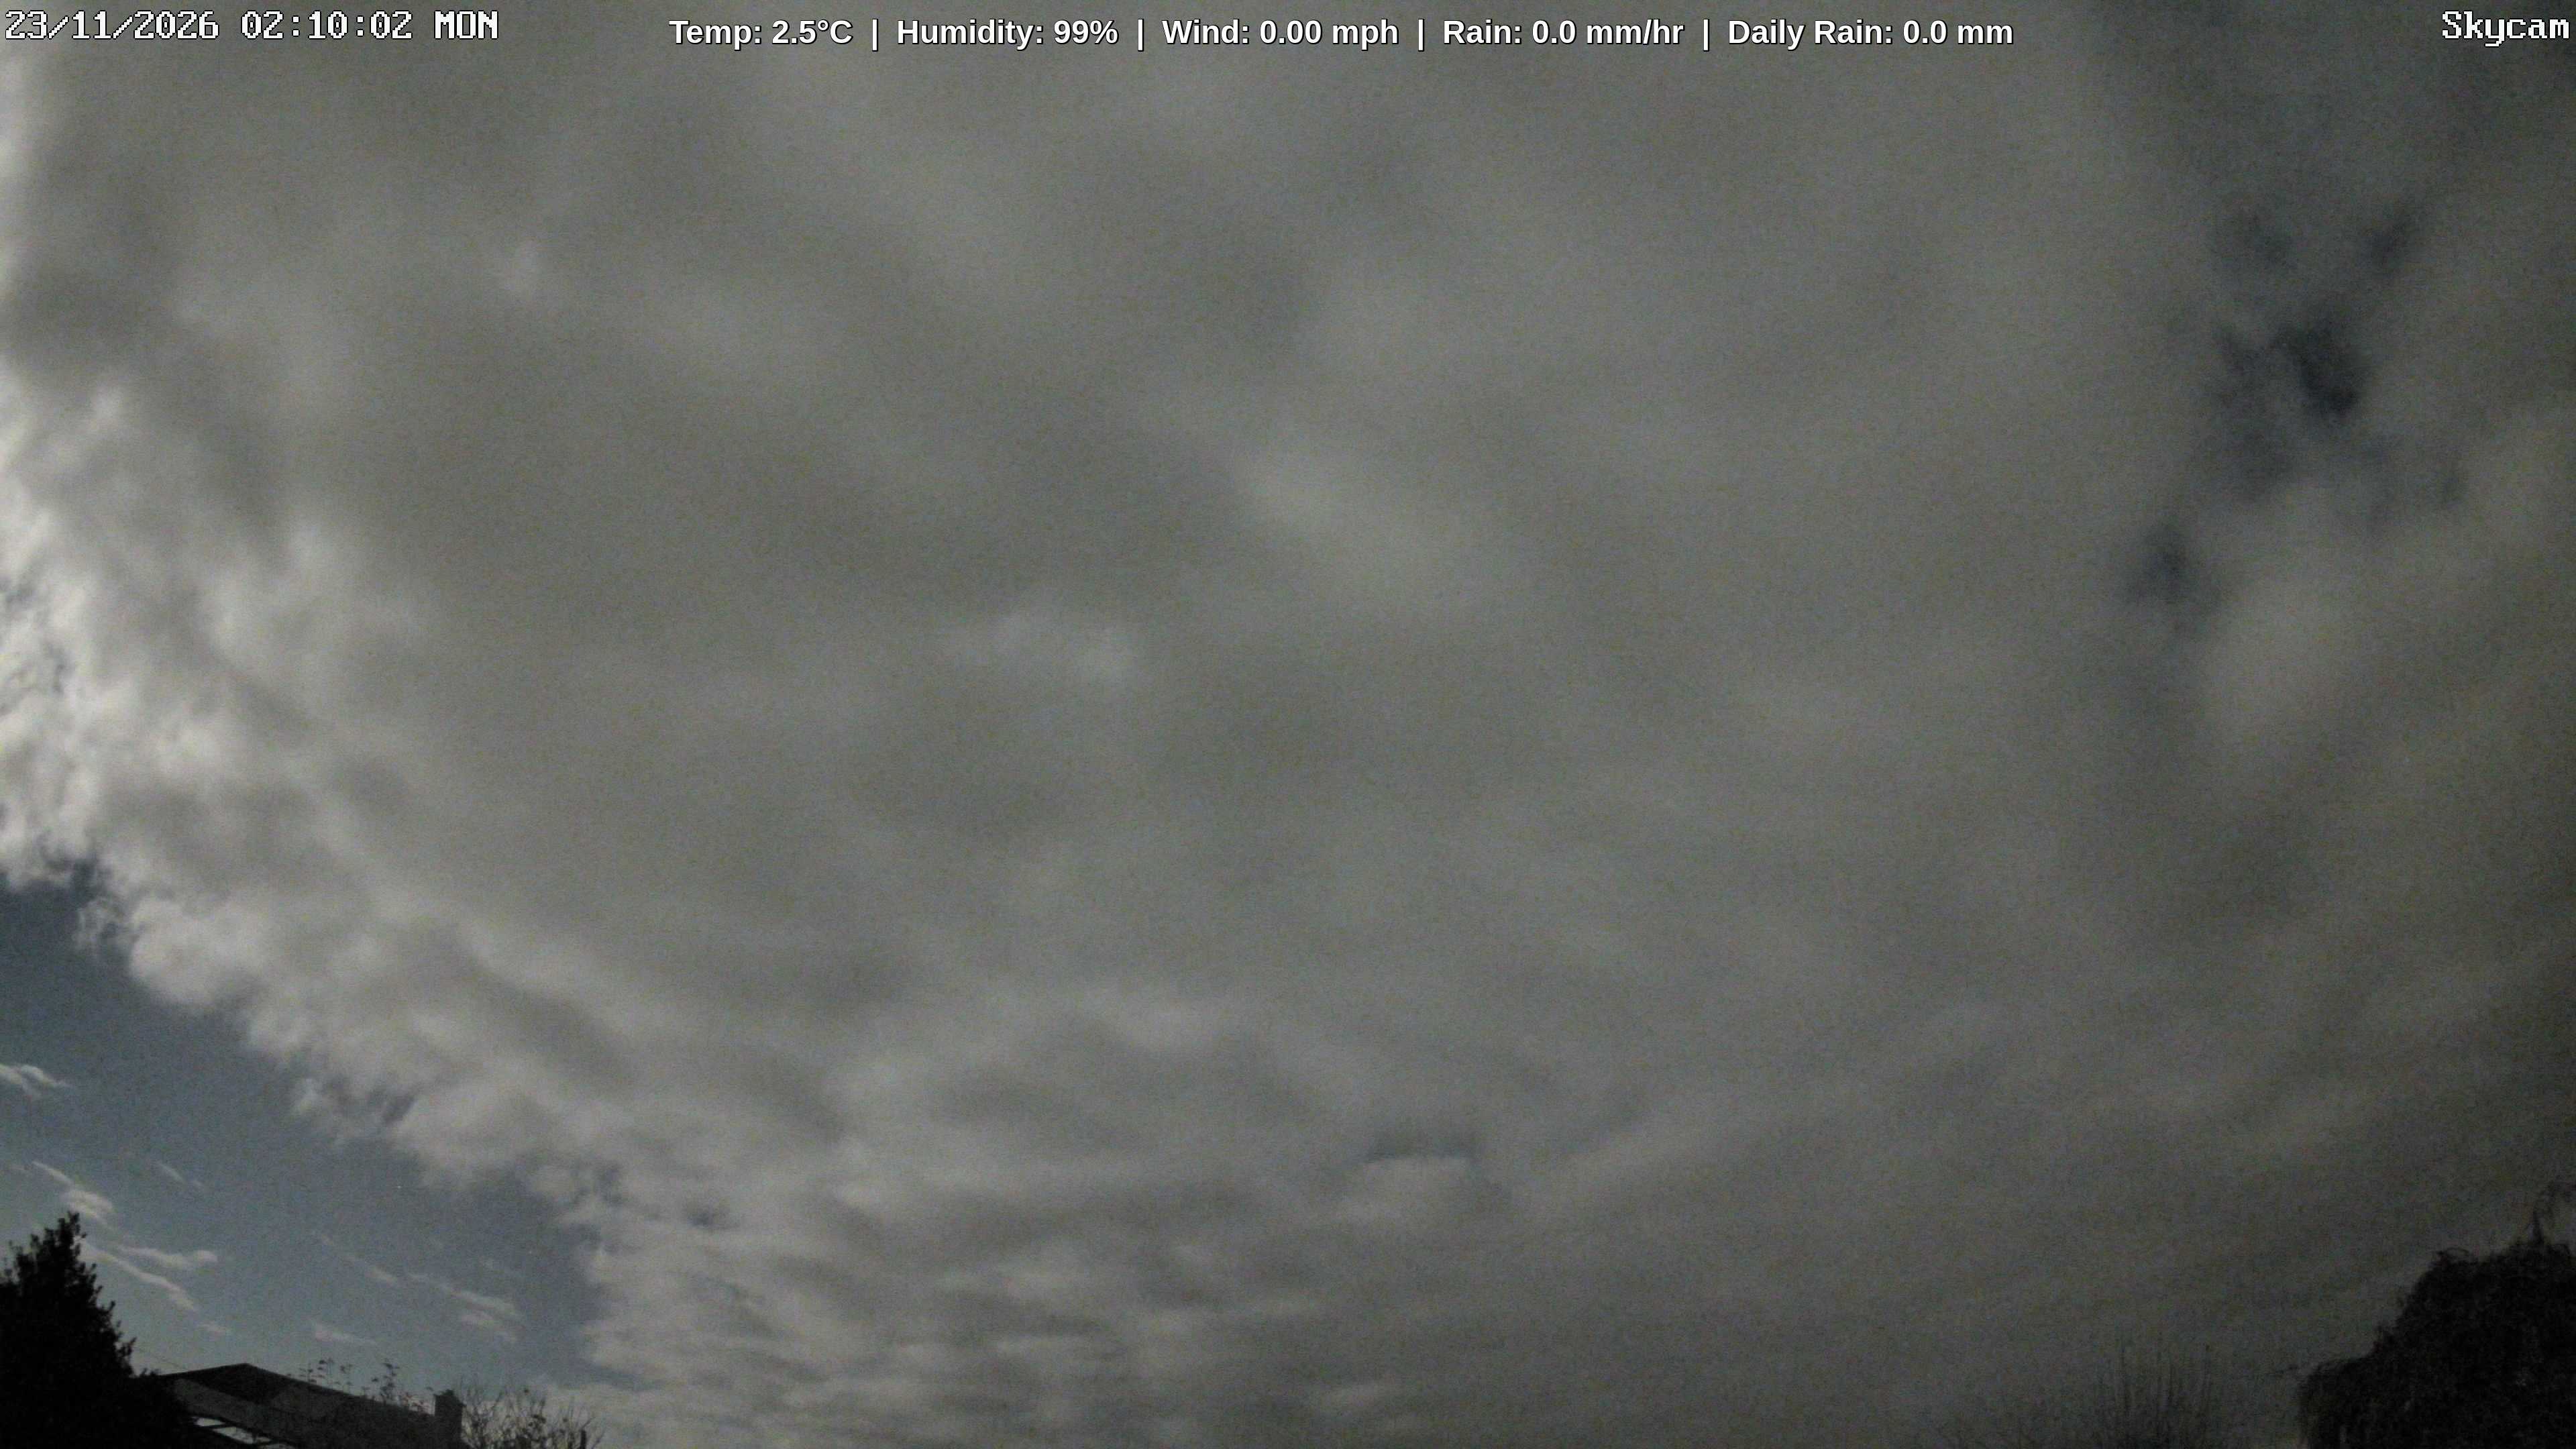 23/11/2026 02:10:02 MON
Temp: 2.5°C | Humidity: 99% | Wind: 0.00 mph | Rain: 0.0 mm/hr | Daily Rain: 0.0 mm
Skycam